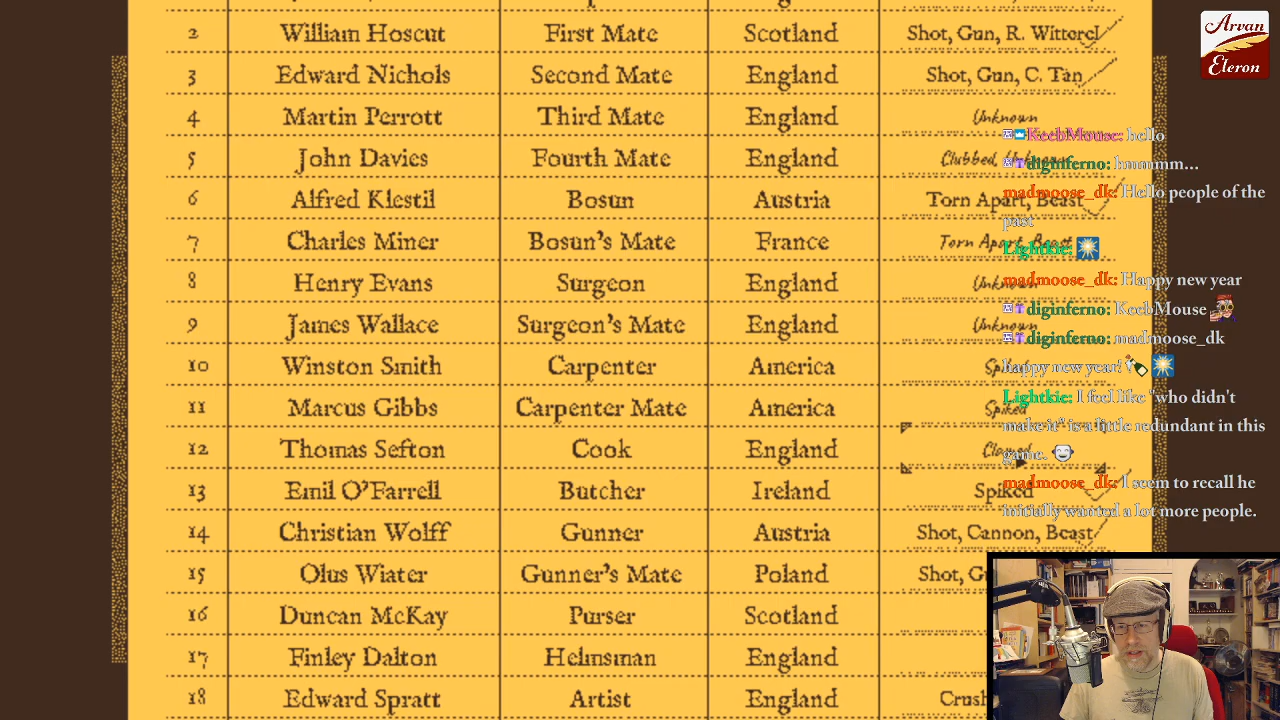 Arvan
Eleron
2 William Hoscut First Mate Scotland Shot, Gun, R. Witterel
3 Edward Nichols Second Mate England Shot, Gun, C. Tan
4 Martin Perrott Third Mate England Unknown
5 John Davies Fourth Mate England Clubbed
6 Alfred Klestil Bosun Austria Torn Apart, Beast
7 Charles Miner Bosun's Mate France Torn Apart, Beast
8 Henry Evans Surgeon England Unknown
9 James Wallace Surgeon's Mate England Unknown
10 Winston Smith Carpenter America
11 Marcus Gibbs Carpenter Mate America Spiked
12 Thomas Sefton Cook England
13 Emil O'Farrell Butcher Ireland Spiked
14 Christian Wolff Gunner Austria Shot, Cannon, Beast
15 Olus Wiater Gunner's Mate Poland Shot,
16 Duncan McKay Purser Scotland
17 Finley Dalton Helmsman England
18 Edward Spratt Artist England
KeebMouse: hello
diginferno: hummm...
madmoose_dk: Hello people of the
past
Lightkie:
madmoose_dk: Happy new year
diginferno: KeebMouse
diginferno: madmoose_dk
happy new year!
Lightkie: I feel like "who didn't
make it" is a little redundant in this
game.
madmoose_dk: I seem to recall he
initially wanted a lot more people.